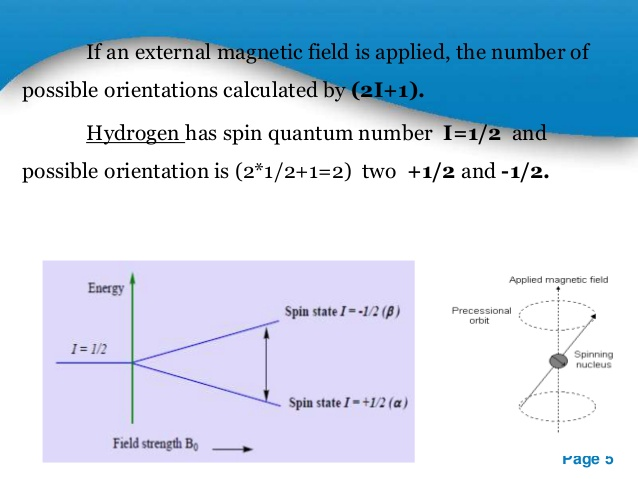 If an external magnetic field is applied, the number of
possible orientations calculated by (2I+1).
Hydrogen has spin quantum number I=1/2 and
possible orientation is (2*1/2+1=2) two +1/2 and -1/2.
Energy
Spin state I = -1/2 (β)
I = 1/2
Spin state I = +1/2 (α)
Field strength B₀
Applied magnetic field
Precessional
orbit
Spinning
nucleus
Page 5